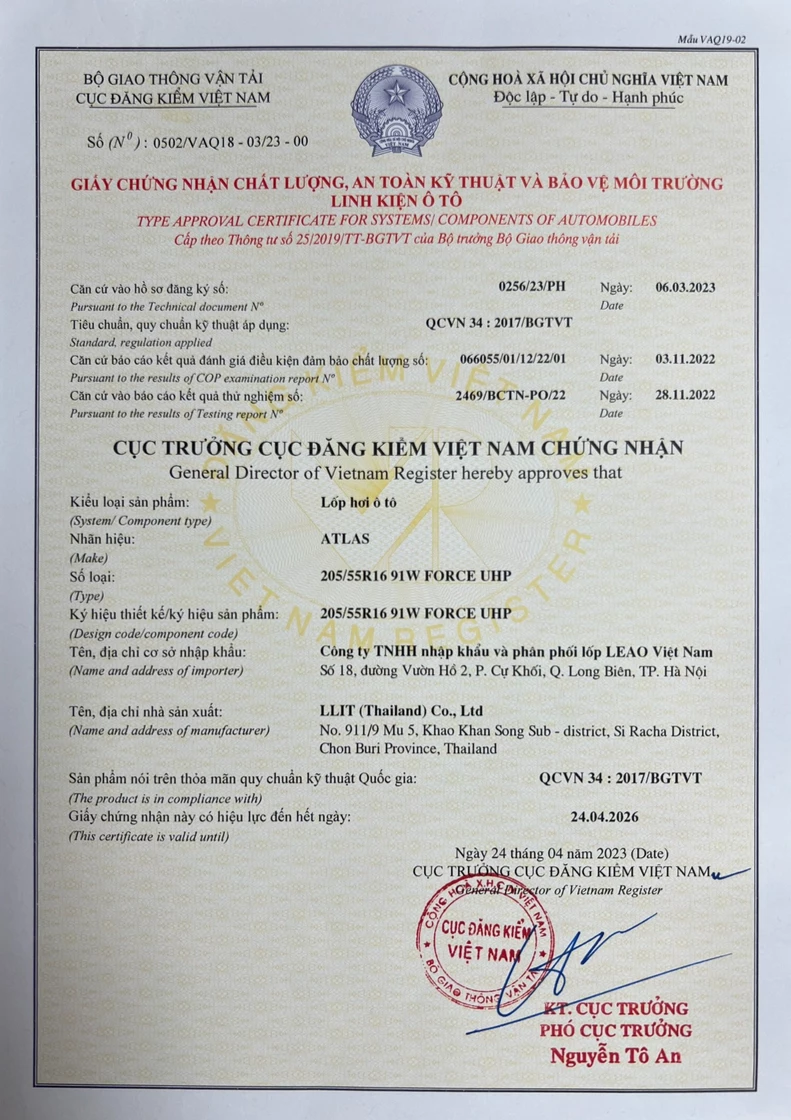 Mẫu VAQ19-02
BỘ GIAO THÔNG VẬN TẢI
CỤC ĐĂNG KIỂM VIỆT NAM
CỘNG HOÀ XÃ HỘI CHỦ NGHĨA VIỆT NAM
Độc lập - Tự do - Hạnh phúc
Số (N⁰) : 0502/VAQ18 - 03/23 - 00
GIẤY CHỨNG NHẬN CHẤT LƯỢNG, AN TOÀN KỸ THUẬT VÀ BẢO VỆ MÔI TRƯỜNG
LINH KIỆN Ô TÔ
TYPE APPROVAL CERTIFICATE FOR SYSTEMS/ COMPONENTS OF AUTOMOBILES
Cấp theo Thông tư số 25/2019/TT-BGTVT của Bộ trưởng Bộ Giao thông vận tải
Căn cứ vào hồ sơ đăng ký số: 0256/23/PH Ngày: 06.03.2023
Pursuant to the Technical document Nº Date
Tiêu chuẩn, quy chuẩn kỹ thuật áp dụng: QCVN 34 : 2017/BGTVT
Standard, regulation applied
Căn cứ báo cáo kết quả đánh giá điều kiện đảm bảo chất lượng số: 066055/01/12/22/01 Ngày: 03.11.2022
Pursuant to the results of COP examination report Nº Date
Căn cứ vào báo cáo kết quả thử nghiệm số: 2469/BCTN-PO/22 Ngày: 28.11.2022
Pursuant to the results of Testing report Nº Date
CỤC TRƯỞNG CỤC ĐĂNG KIỂM VIỆT NAM CHỨNG NHẬN
General Director of Vietnam Register hereby approves that
Kiểu loại sản phẩm: Lốp hơi ô tô
(System/ Component type)
Nhãn hiệu: ATLAS
(Make)
Số loại: 205/55R16 91W FORCE UHP
(Type)
Ký hiệu thiết kế/ký hiệu sản phẩm: 205/55R16 91W FORCE UHP
(Design code/component code)
Tên, địa chỉ cơ sở nhập khẩu: Công ty TNHH nhập khẩu và phân phối lốp LEAO Việt Nam
(Name and address of importer) Số 18, đường Vườn Hồ 2, P. Cự Khối, Q. Long Biên, TP. Hà Nội
Tên, địa chỉ nhà sản xuất: LLIT (Thailand) Co., Ltd
(Name and address of manufacturer) No. 911/9 Mu 5, Khao Khan Song Sub - district, Si Racha District,
Chon Buri Province, Thailand
Sản phẩm nói trên thỏa mãn quy chuẩn kỹ thuật Quốc gia: QCVN 34 : 2017/BGTVT
(The product is in compliance with)
Giấy chứng nhận này có hiệu lực đến hết ngày: 24.04.2026
(This certificate is valid until)
Ngày 24 tháng 04 năm 2023 (Date)
CỤC TRƯỞNG CỤC ĐĂNG KIỂM VIỆT NAM
General Director of Vietnam Register
CỘNG HOÀ X.H.C.N VIỆT NAM
CỤC ĐĂNG KIỂM
VIỆT NAM
BỘ GIAO THÔNG VẬN TẢI
KT. CỤC TRƯỞNG
PHÓ CỤC TRƯỞNG
Nguyễn Tô An
ĐĂNG KIỂM VIỆT NAM
VIETNAM REGISTER